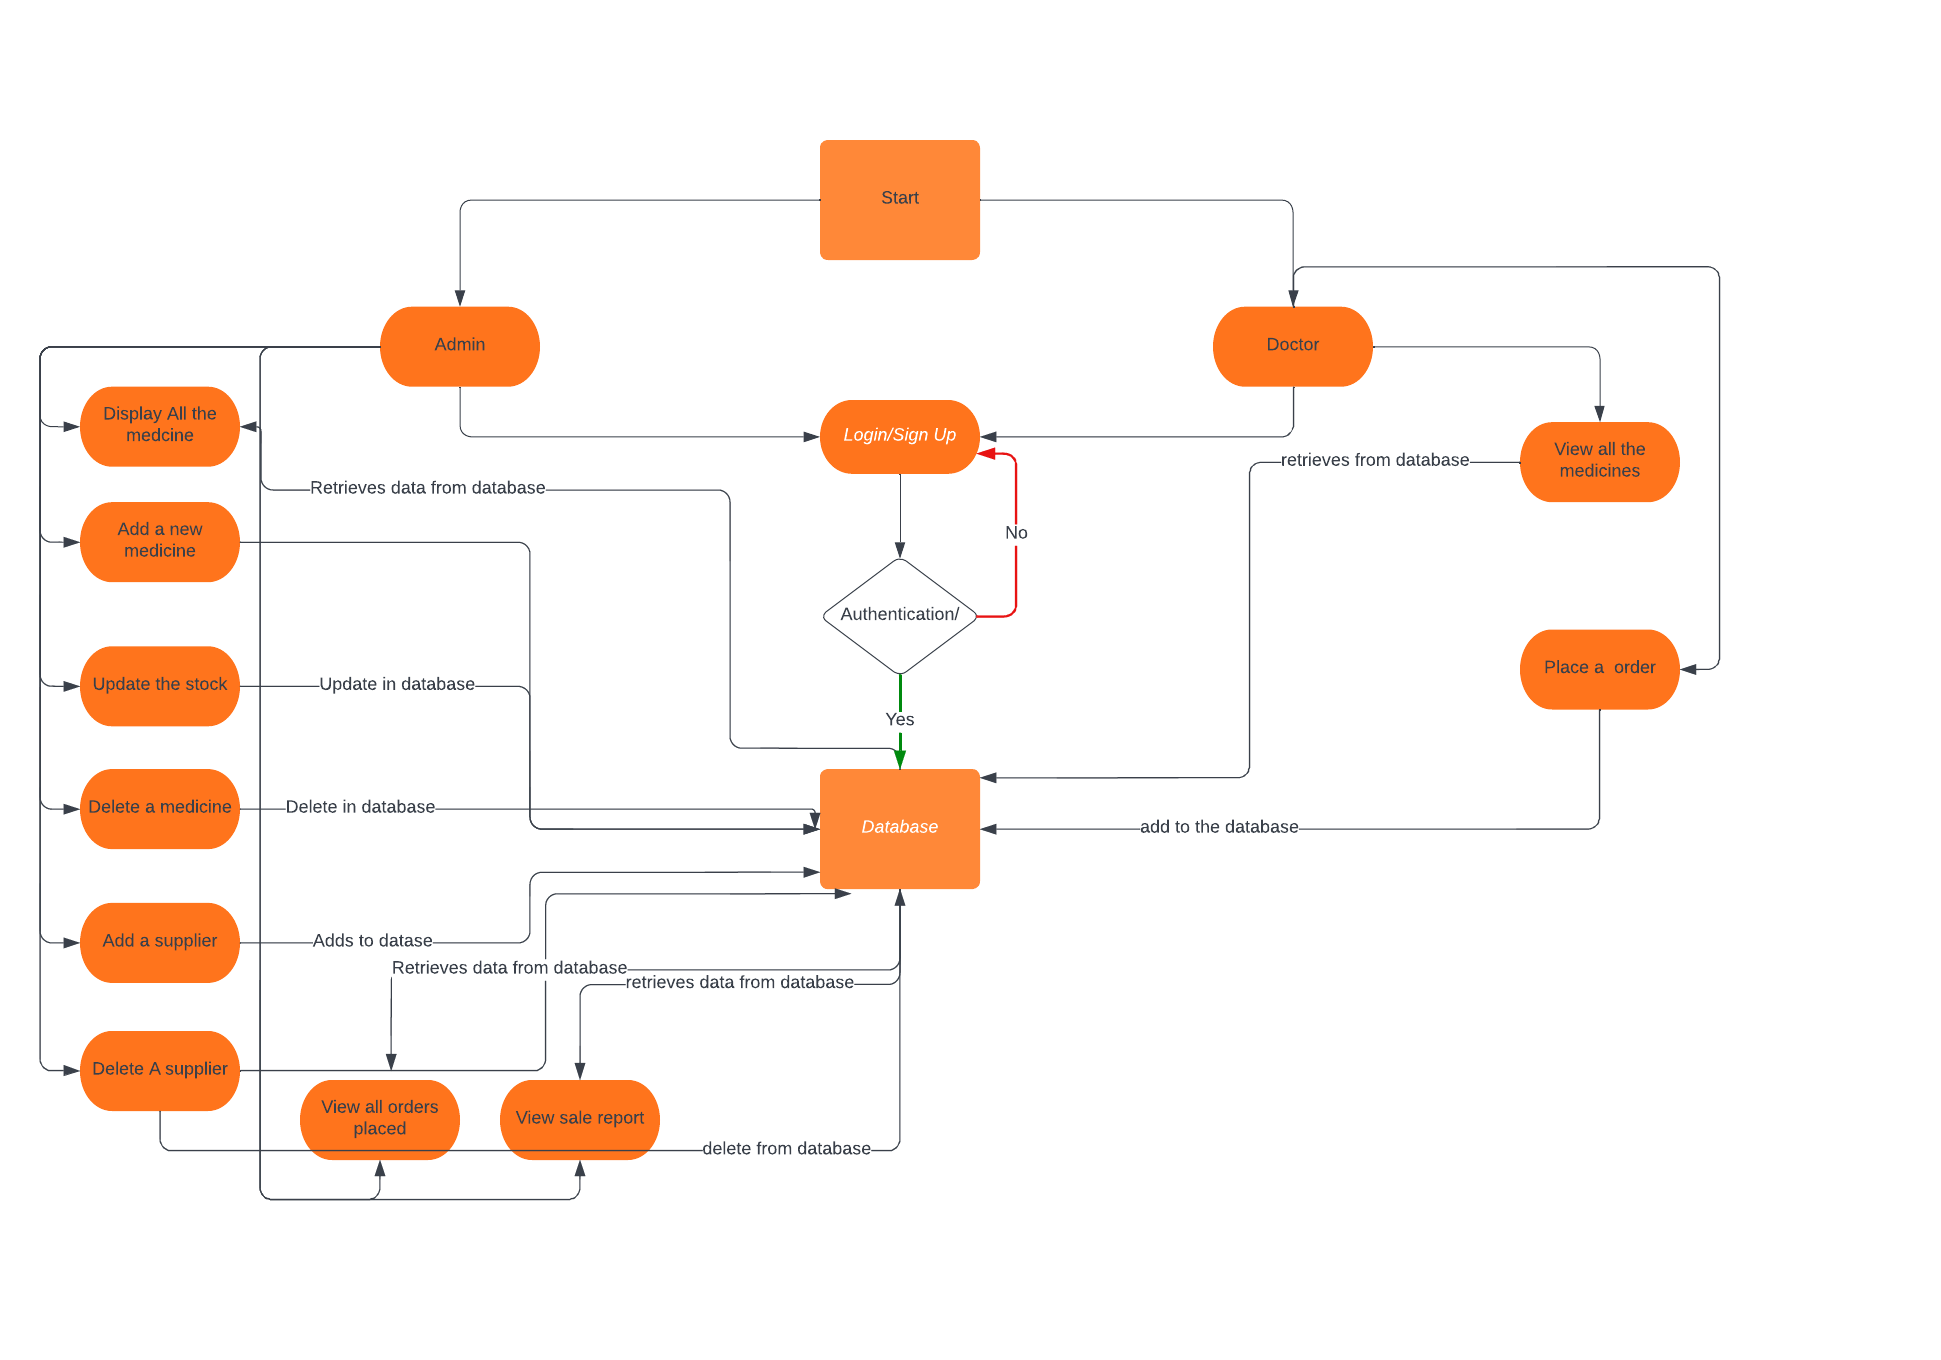 Start
Admin
Doctor
Display All the
medcine
Login/Sign Up
View all the
medicines
retrieves from database
Retrieves data from database
Add a new
medicine
No
Authentication/
Update the stock
Update in database
Place a  order
Yes
Delete a medicine
Delete in database
Database
add to the database
Add a supplier
Adds to datase
Retrieves data from database
retrieves data from database
Delete A supplier
View all orders
placed
View sale report
delete from database